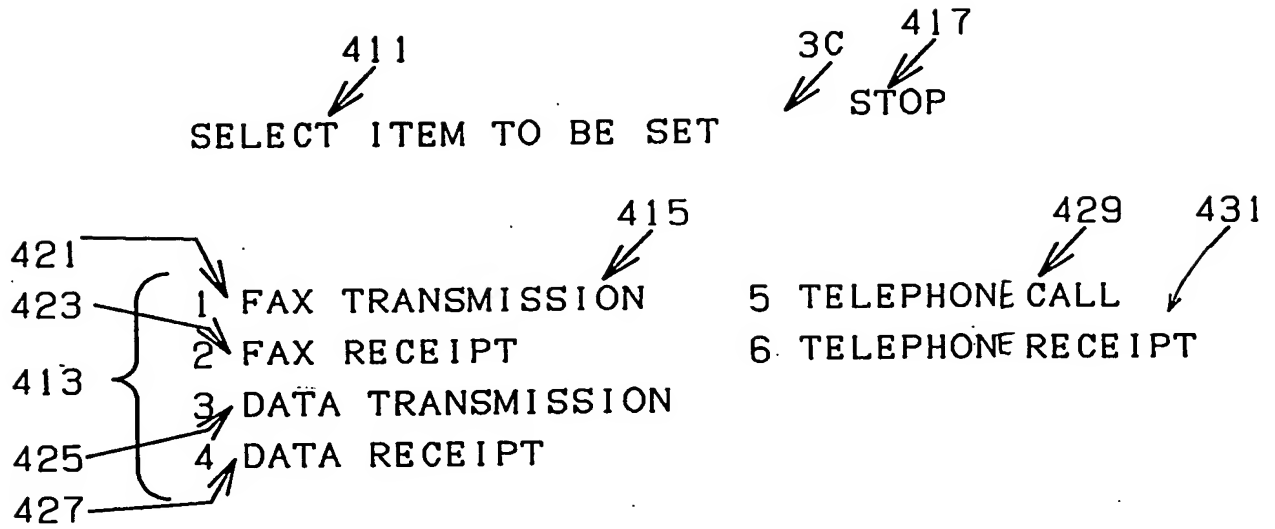 411 3C 417
SELECT ITEM TO BE SET STOP
415 429 431
421
1 FAX TRANSMISSION 5 TELEPHONE CALL
423
2 FAX RECEIPT 6 TELEPHONE RECEIPT
413
3 DATA TRANSMISSION
425 4 DATA RECEIPT
427